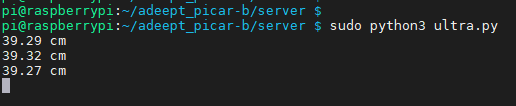 pi@raspberrypi:~/adeept_picar-b/server $
pi@raspberrypi:~/adeept_picar-b/server $ sudo python3 ultra.py
39.29 cm
39.32 cm
39.27 cm